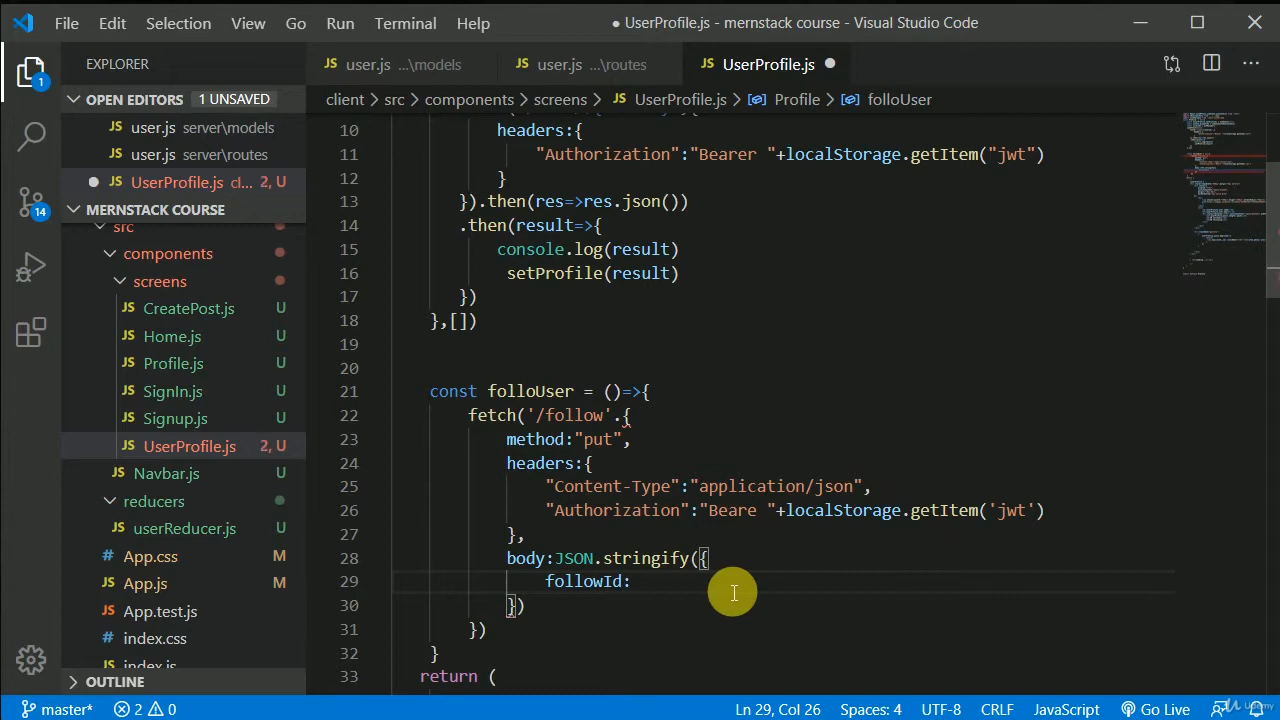 File Edit Selection View Go Run Terminal Help ● UserProfile.js - mernstack course - Visual Studio Code
EXPLORER
JS user.js ...\models JS user.js ...\routes JS UserProfile.js
OPEN EDITORS 1 UNSAVED
client > src > components > screens > JS UserProfile.js > Profile > folloUser
JS user.js server\models
JS user.js server\routes
JS UserProfile.js cl... 2, U
MERNSTACK COURSE
src
components
screens
JS CreatePost.js U
JS Home.js U
JS Profile.js U
JS SignIn.js U
JS Signup.js U
JS UserProfile.js 2, U
JS Navbar.js U
reducers
JS userReducer.js U
# App.css M
JS App.js M
JS App.test.js
# index.css
JS index.js
OUTLINE
1
14
10 headers:{
11 "Authorization":"Bearer "+localStorage.getItem("jwt")
12 }
13 }).then(res=>res.json())
14 .then(result=>{
15 console.log(result)
16 setProfile(result)
17 })
18 },[])
19
20
21 const folloUser = ()=>{
22 fetch('/follow'.{
23 method:"put",
24 headers:{
25 "Content-Type":"application/json",
26 "Authorization":"Beare "+localStorage.getItem('jwt')
27 },
28 body:JSON.stringify({
29 followId:
30 })
31 })
32 }
33 return (
master* 2 0 Ln 29, Col 26 Spaces: 4 UTF-8 CRLF JavaScript Go Live
Udemy